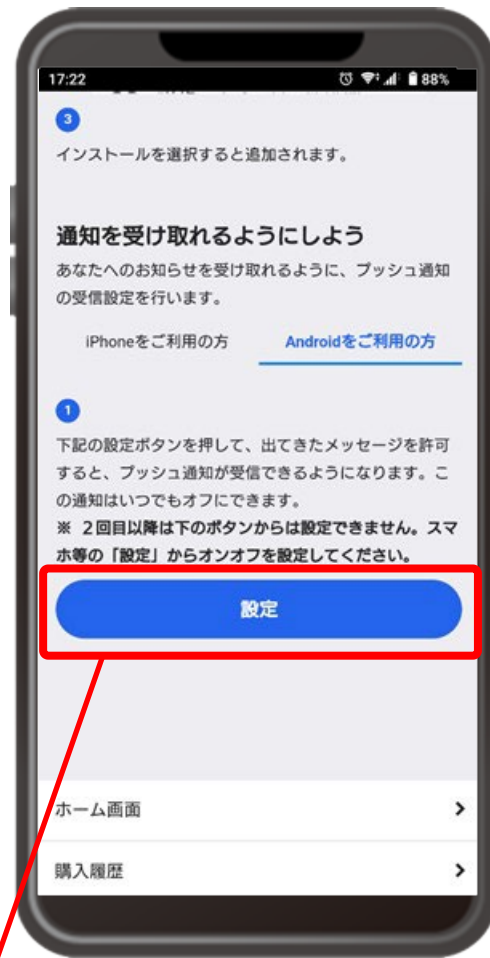 17:22 88%
3
インストールを選択すると追加されます。
通知を受け取れるようにしよう
あなたへのお知らせを受け取れるように、プッシュ通知
の受信設定を行います。
iPhoneをご利用の方 Androidをご利用の方
1
下記の設定ボタンを押して、出てきたメッセージを許可
すると、プッシュ通知が受信できるようになります。こ
の通知はいつでもオフにできます。
※ 2回目以降は下のボタンからは設定できません。スマ
ホ等の「設定」からオンオフを設定してください。
設定
ホーム画面
購入履歴